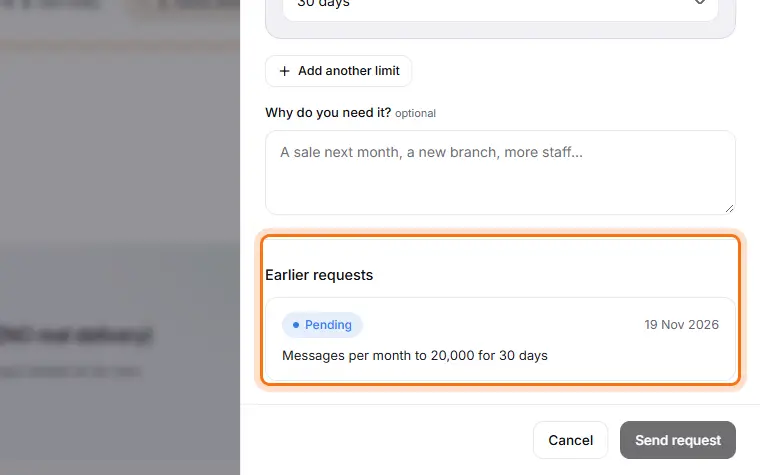 30 days
+ Add another limit
Why do you need it? optional
A sale next month, a new branch, more staff...
Earlier requests
Pending
19 Nov 2026
Messages per month to 20,000 for 30 days
Cancel
Send request